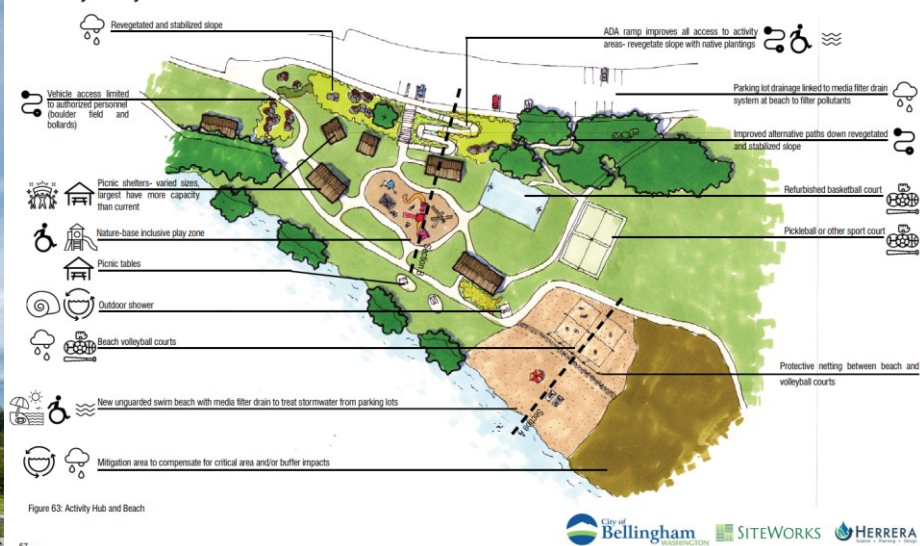 Revegetated and stabilized slope
ADA ramp improves all access to activity
areas- revegetate slope with native plantings
Vehicle access limited
to authorized personnel
(boulder field and
bollards)
Parking lot drainage linked to media filter drain
system at beach to filter pollutants
Improved alternative paths down revegetated
and stabilized slope
Picnic shelters- varied sizes,
largest have more capacity
than current
Refurbished basketball court
Nature-base inclusive play zone
Pickleball or other sport court
Picnic tables
Section B
Outdoor shower
Beach volleyball courts
Protective netting between beach and
volleyball courts
New unguarded swim beach with media filter drain to treat stormwater from parking lots
Section A
Mitigation area to compensate for critical area and/or buffer impacts
Figure 63: Activity Hub and Beach
City of
Bellingham
WASHINGTON
SITEWORKS
HERRERA
Science + Planning + Design
57